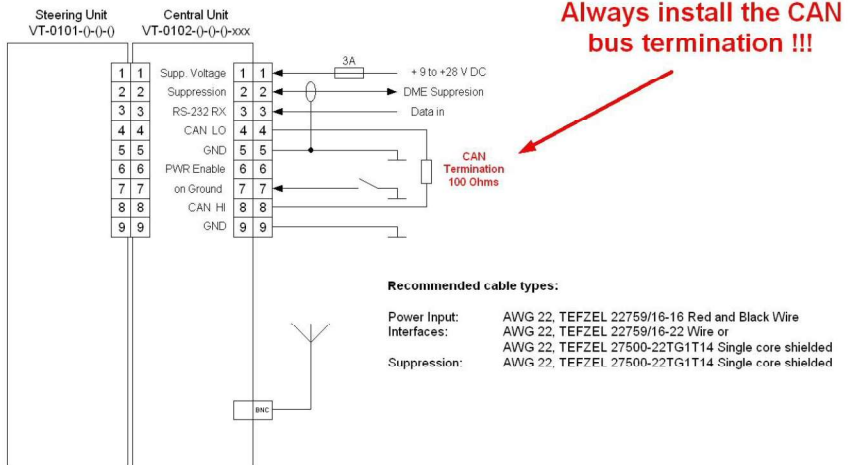 Steering Unit
VT-0101-()-()-()
Central Unit
VT-0102-()-()-()-xxx
Always install the CAN
bus termination !!!
1 1 Supp. Voltage 1 1 3A + 9 to +28 V DC
2 2 Suppression 2 2 DME Suppresion
3 3 RS-232 RX 3 3 Data in
4 4 CAN LO 4 4
5 5 GND 5 5
6 6 PWR Enable 6 6
7 7 on Ground 7 7
8 8 CAN HI 8 8
9 9 GND 9 9
CAN
Termination
100 Ohms
Recommended cable types:
Power Input: AWG 22, TEFZEL 22759/16-16 Red and Black Wire
Interfaces: AWG 22, TEFZEL 22759/16-22 Wire or
AWG 22, TEFZEL 27500-22TG1T14 Single core shielded
Suppression: AWG 22, TEFZEL 27500-22TG1T14 Single core shielded
BNC